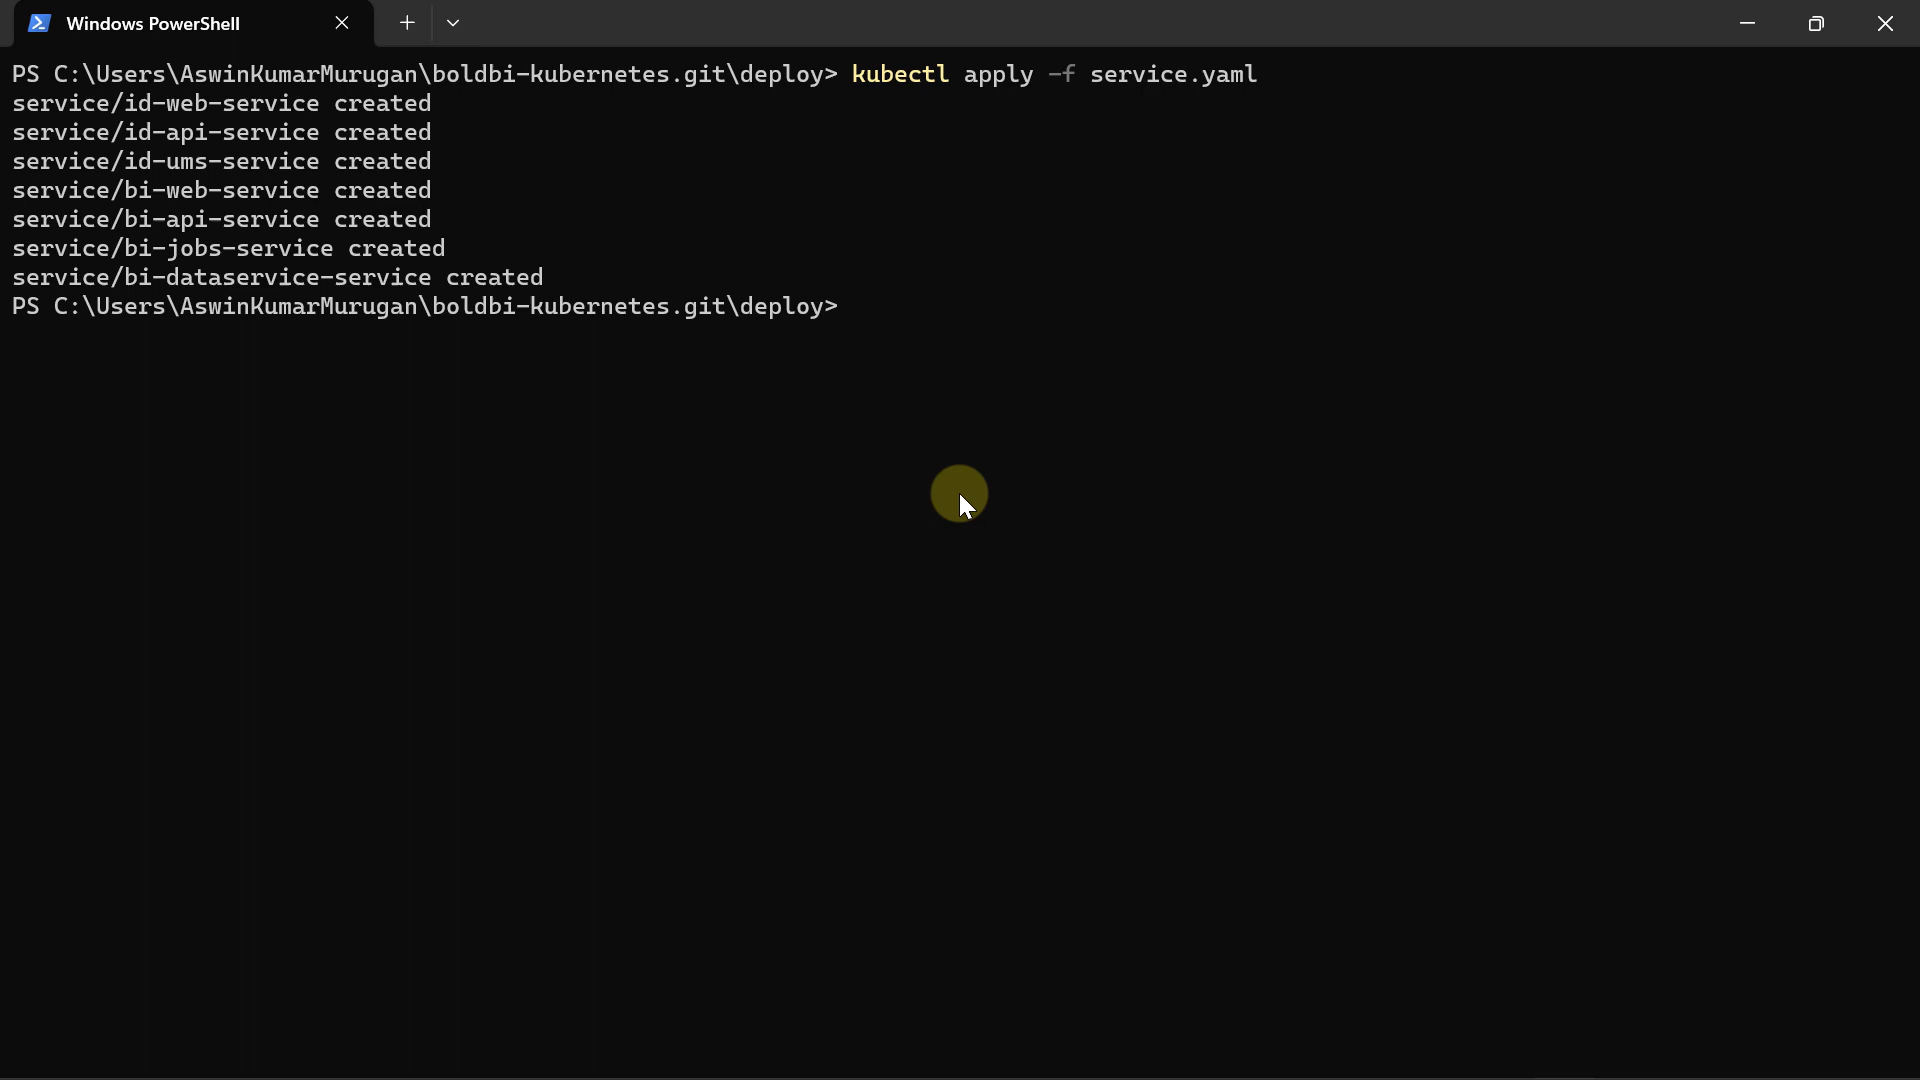 Windows PowerShell
PS C:\Users\AswinKumarMurugan\boldbi-kubernetes.git\deploy> kubectl apply -f service.yaml
service/id-web-service created
service/id-api-service created
service/id-ums-service created
service/bi-web-service created
service/bi-api-service created
service/bi-jobs-service created
service/bi-dataservice-service created
PS C:\Users\AswinKumarMurugan\boldbi-kubernetes.git\deploy>